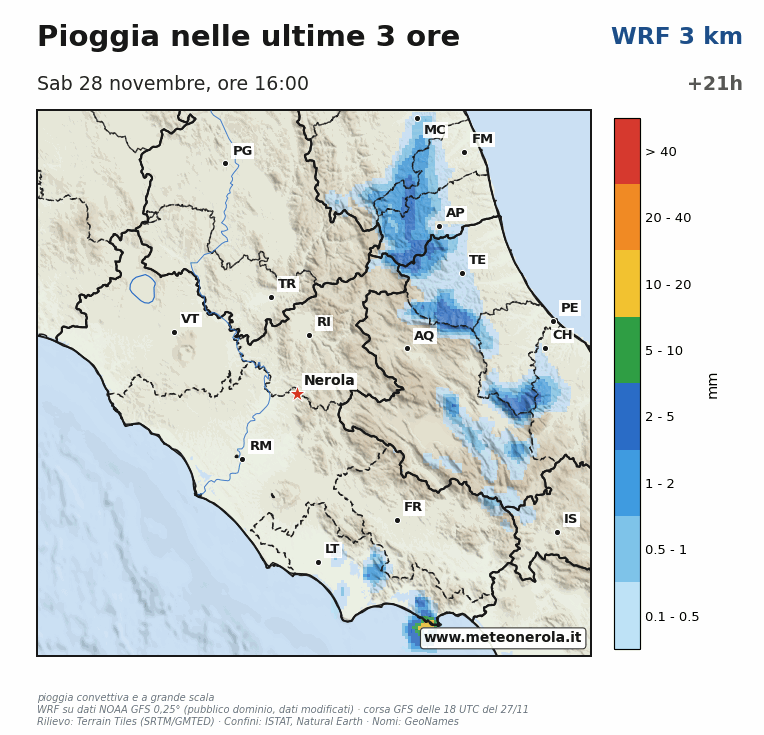 Pioggia nelle ultime 3 ore
WRF 3 km
Sab 28 novembre, ore 16:00
+21h
MC
FM
PG
AP
TE
TR
PE
VT
RI
AQ
CH
Nerola
RM
FR
IS
LT
www.meteonerola.it
> 40
20 - 40
10 - 20
5 - 10
2 - 5
1 - 2
0.5 - 1
0.1 - 0.5
mm
pioggia convettiva e a grande scala
WRF su dati NOAA GFS 0,25° (pubblico dominio, dati modificati) · corsa GFS delle 18 UTC del 27/11
Rilievo: Terrain Tiles (SRTM/GMTED) · Confini: ISTAT, Natural Earth · Nomi: GeoNames